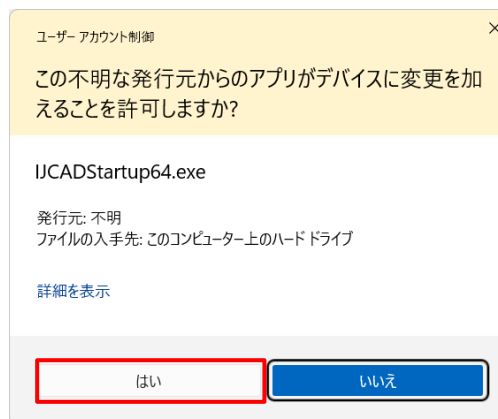 ユーザー アカウント制御
この不明な発行元からのアプリがデバイスに変更を加
えることを許可しますか?
IJCADStartup64.exe
発行元: 不明
ファイルの入手先: このコンピューター上のハード ドライブ
詳細を表示
はい
いいえ